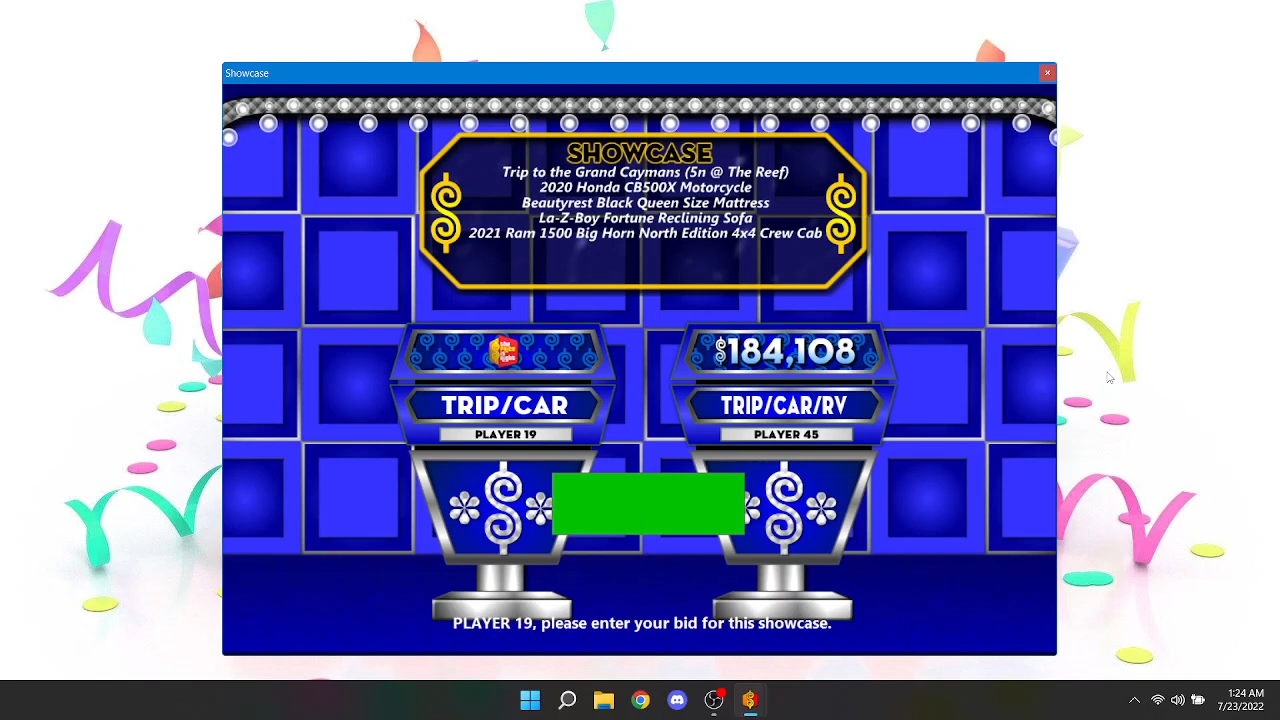 Showcase
SHOWCASE
Trip to the Grand Caymans (5n @ The Reef)
2020 Honda CB500X Motorcycle
Beautyrest Black Queen Size Mattress
La-Z-Boy Fortune Reclining Sofa
2021 Ram 1500 Big Horn North Edition 4x4 Crew Cab
$184,108
TRIP/CAR
TRIP/CAR/RV
PLAYER 19
PLAYER 45
PLAYER 19, please enter your bid for this showcase.
1:24 AM
7/23/2022